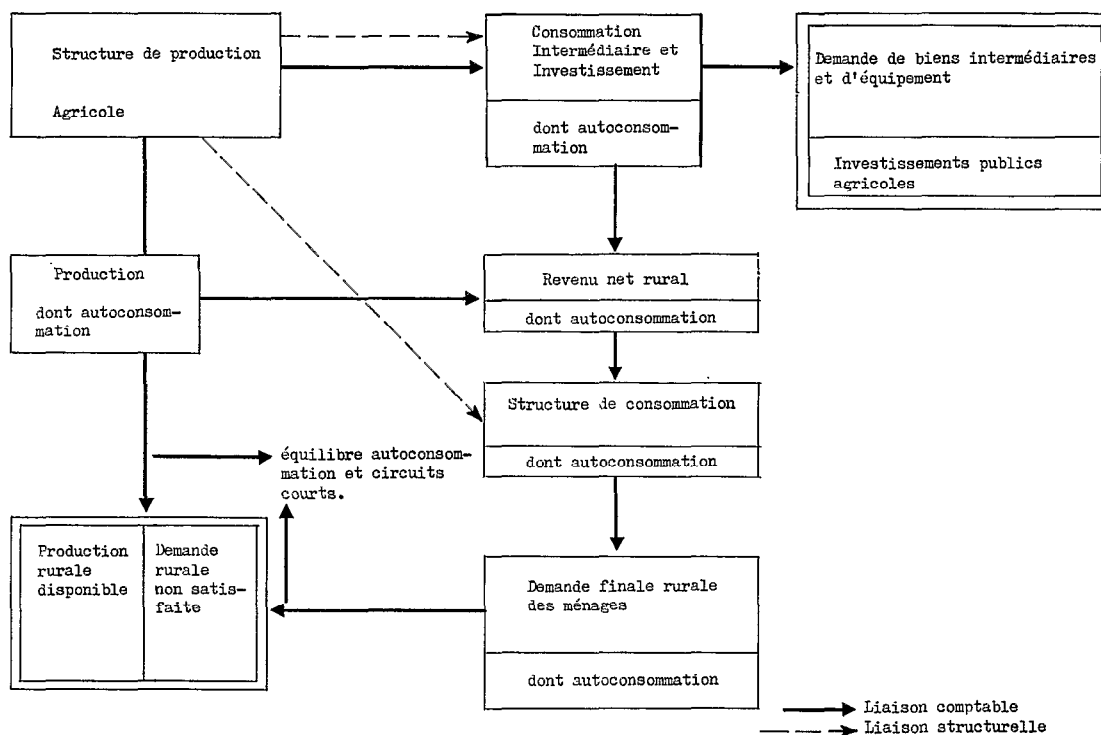 Structure de production
Agricole
Consommation
Intermédiaire et
Investissement
dont autoconsom-
mation
Demande de biens intermédiaires
et d'équipement
Investissements publics
agricoles
Production
dont autoconsom-
mation
Revenu net rural
dont autoconsommation
Structure de consommation
dont autoconsommation
équilibre autoconsom-
mation et circuits
courts.
Production
rurale
disponible
Demande
rurale
non satis-
faite
Demande finale rurale
des ménages
dont autoconsommation
Liaison comptable
Liaison structurelle